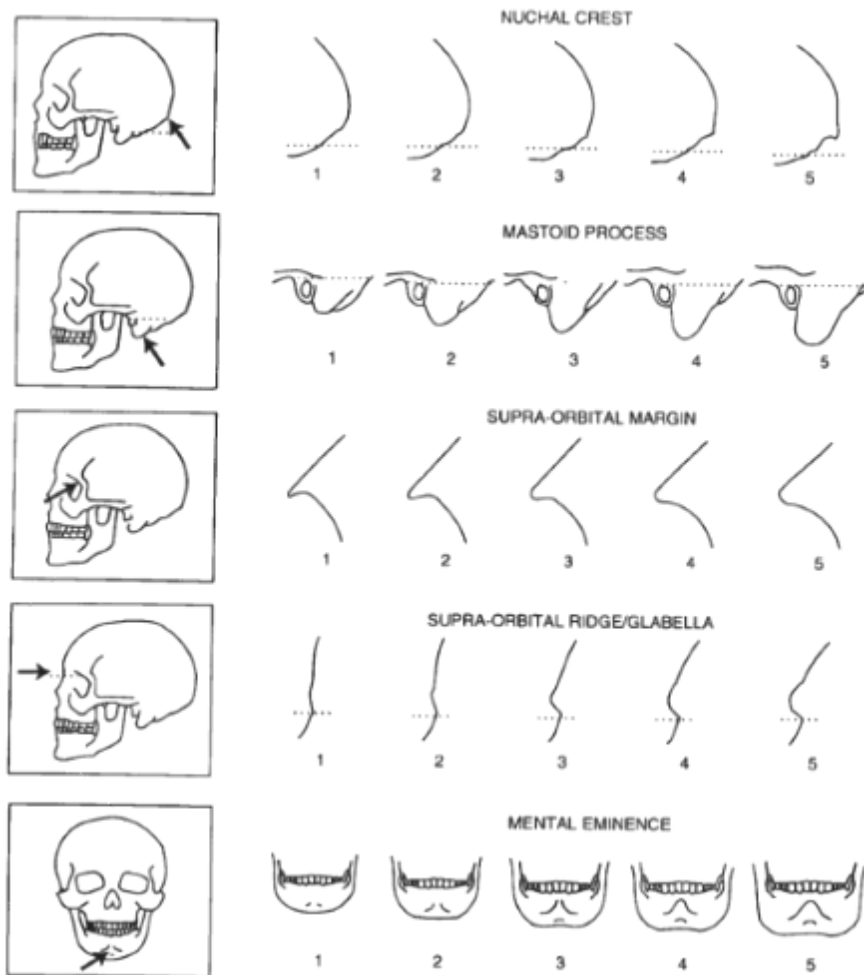 NUCHAL CREST
1 2 3 4 5
MASTOID PROCESS
1 2 3 4 5
SUPRA-ORBITAL MARGIN
1 2 3 4 5
SUPRA-ORBITAL RIDGE/GLABELLA
1 2 3 4 5
MENTAL EMINENCE
1 2 3 4 5